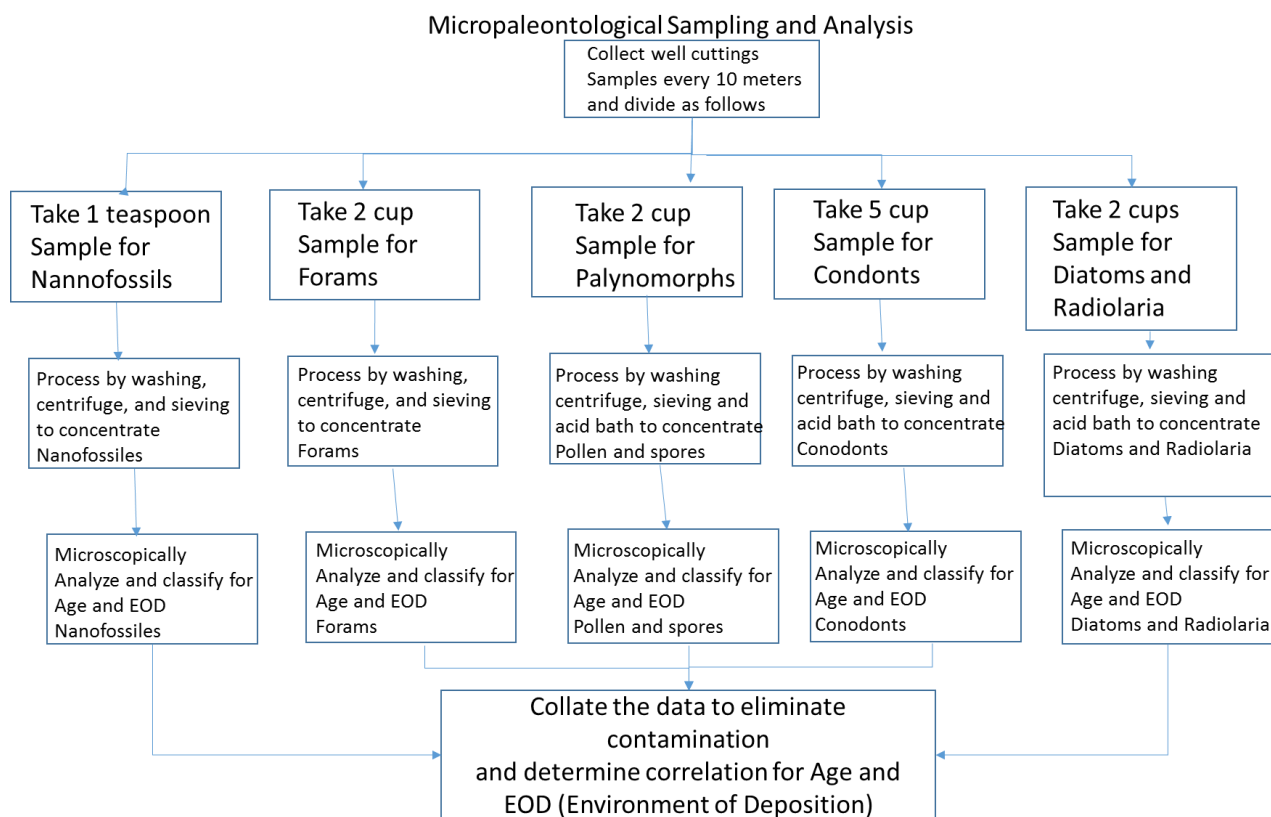 Micropaleontological Sampling and Analysis
Collect well cuttings
Samples every 10 meters
and divide as follows
Take 1 teaspoon
Sample for
Nannofossils
Take 2 cup
Sample for
Forams
Take 2 cup
Sample for
Palynomorphs
Take 5 cup
Sample for
Condonts
Take 2 cups
Sample for
Diatoms and
Radiolaria
Process by washing,
centrifuge, and sieving
to concentrate
Nanofossiles
Process by washing,
centrifuge, and sieving
to concentrate
Forams
Process by washing
centrifuge, sieving and
acid bath to concentrate
Pollen and spores
Process by washing
centrifuge, sieving and
acid bath to concentrate
Conodonts
Process by washing
centrifuge, sieving and
acid bath to concentrate
Diatoms and Radiolaria
Microscopically
Analyze and classify for
Age and EOD
Nanofossiles
Microscopically
Analyze and classify for
Age and EOD
Forams
Microscopically
Analyze and classify for
Age and EOD
Pollen and spores
Microscopically
Analyze and classify for
Age and EOD
Conodonts
Microscopically
Analyze and classify for
Age and EOD
Diatoms and Radiolaria
Collate the data to eliminate
contamination
and determine correlation for Age and
EOD (Environment of Deposition)